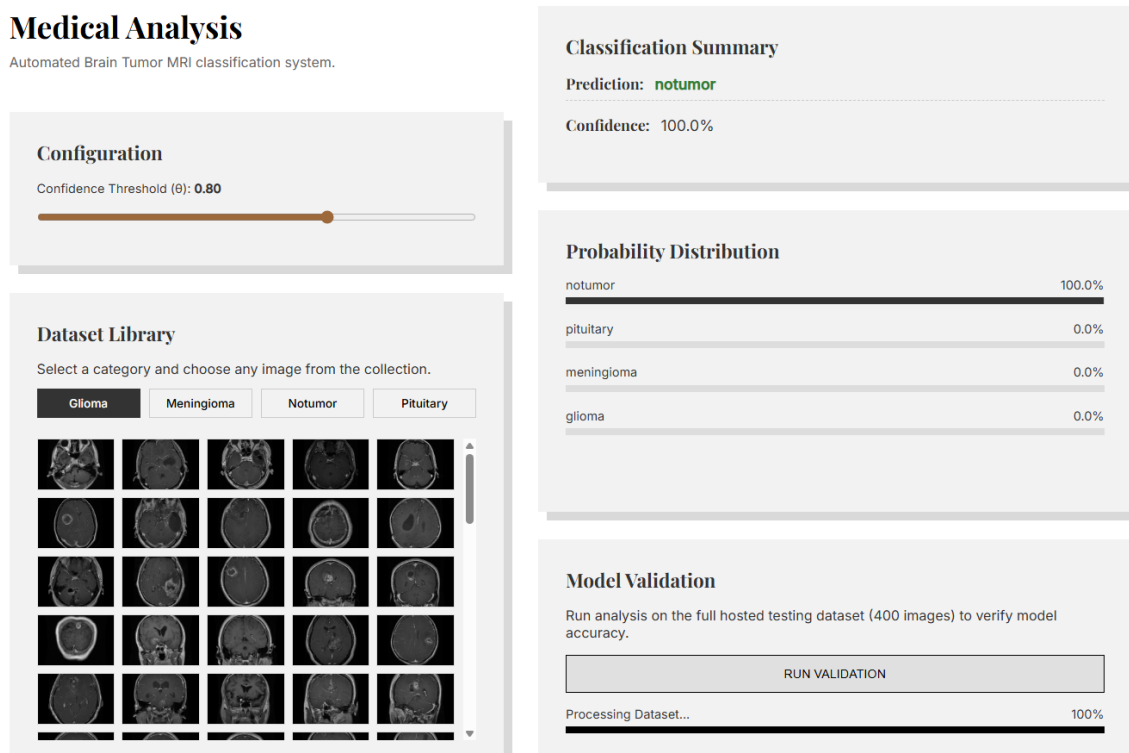 Medical Analysis
Automated Brain Tumor MRI classification system.
Configuration
Confidence Threshold (θ): 0.80
Dataset Library
Select a category and choose any image from the collection.
Glioma Meningioma Notumor Pituitary
Classification Summary
Prediction: notumor
Confidence: 100.0%
Probability Distribution
notumor 100.0%
pituitary 0.0%
meningioma 0.0%
glioma 0.0%
Model Validation
Run analysis on the full hosted testing dataset (400 images) to verify model
accuracy.
RUN VALIDATION
Processing Dataset... 100%